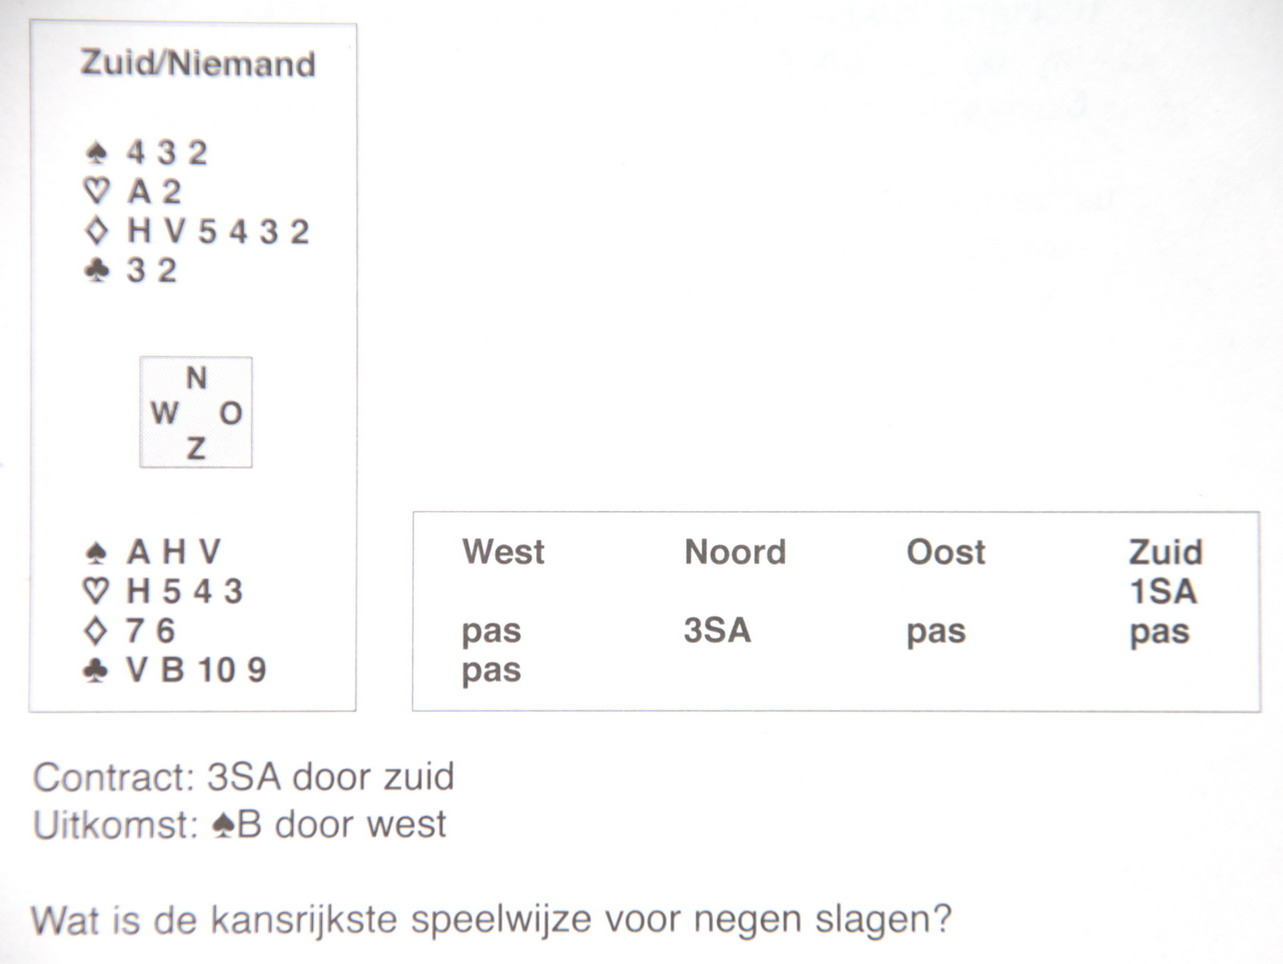 Zuid/Niemand
♠ 4 3 2
♡ A 2
♢ H V 5 4 3 2
♣ 3 2
N
W O
Z
♠ A H V
♡ H 5 4 3
♢ 7 6
♣ V B 10 9
West Noord Oost Zuid
1SA
pas 3SA pas pas
pas
Contract: 3SA door zuid
Uitkomst: ♠B door west
Wat is de kansrijkste speelwijze voor negen slagen?